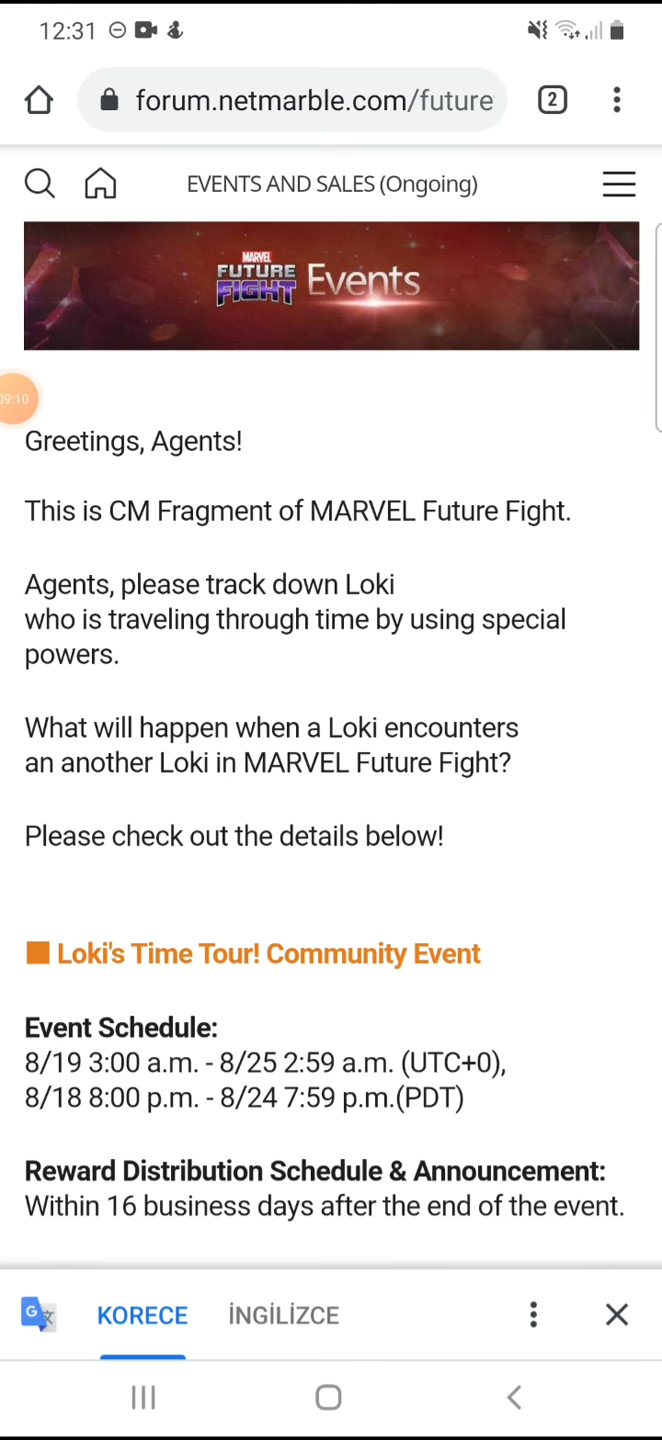 12:31
forum.netmarble.com/future
2
EVENTS AND SALES (Ongoing)
MARVEL
FUTURE
FIGHT
Events
09:10
Greetings, Agents!
This is CM Fragment of MARVEL Future Fight.
Agents, please track down Loki
who is traveling through time by using special
powers.
What will happen when a Loki encounters
an another Loki in MARVEL Future Fight?
Please check out the details below!
Loki's Time Tour! Community Event
Event Schedule:
8/19 3:00 a.m. - 8/25 2:59 a.m. (UTC+0),
8/18 8:00 p.m. - 8/24 7:59 p.m.(PDT)
Reward Distribution Schedule & Announcement:
Within 16 business days after the end of the event.
G 文 KORECE İNGİLİZCE